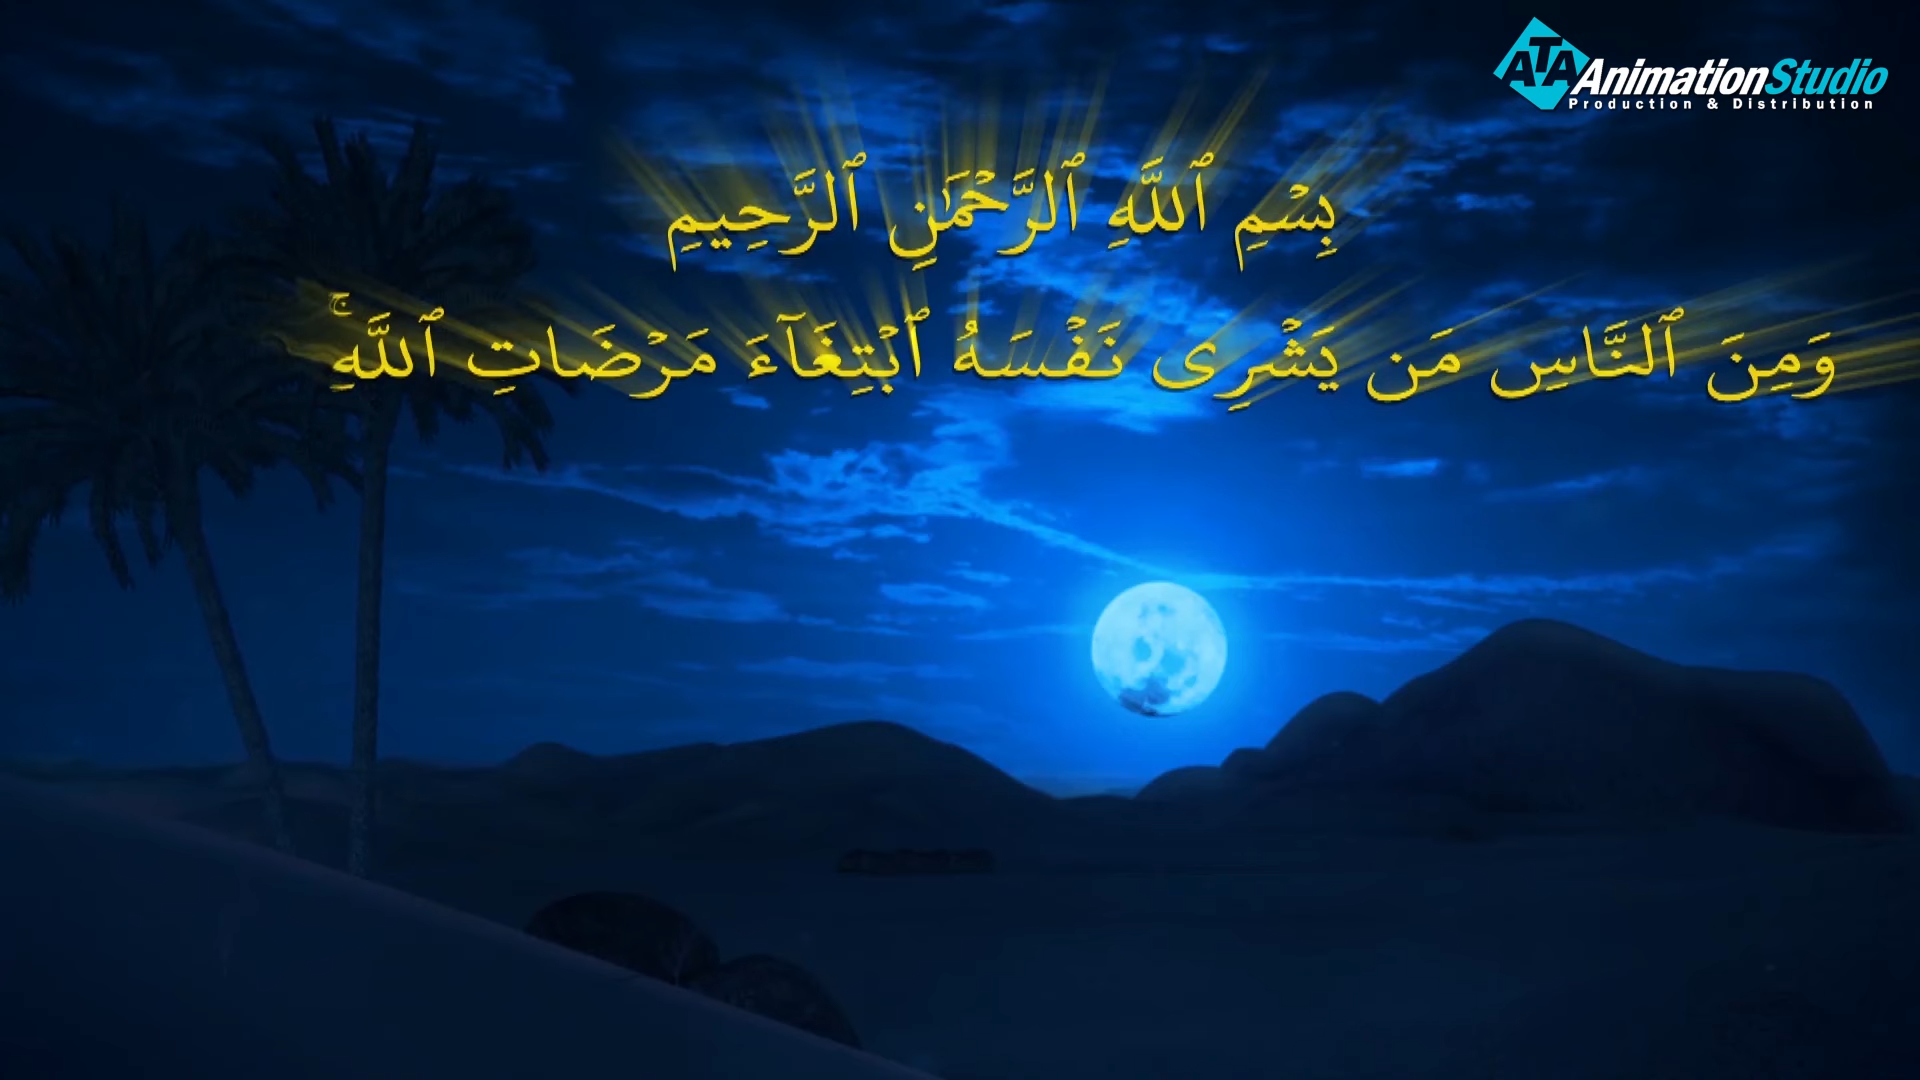 ATA AnimationStudio
Production & Distribution
بِسْمِ ٱللَّهِ ٱلرَّحْمَٰنِ ٱلرَّحِيمِ
وَمِنَ ٱلنَّاسِ مَن يَشْرِى نَفْسَهُ ٱبْتِغَآءَ مَرْضَاتِ ٱللَّهِ ۚ